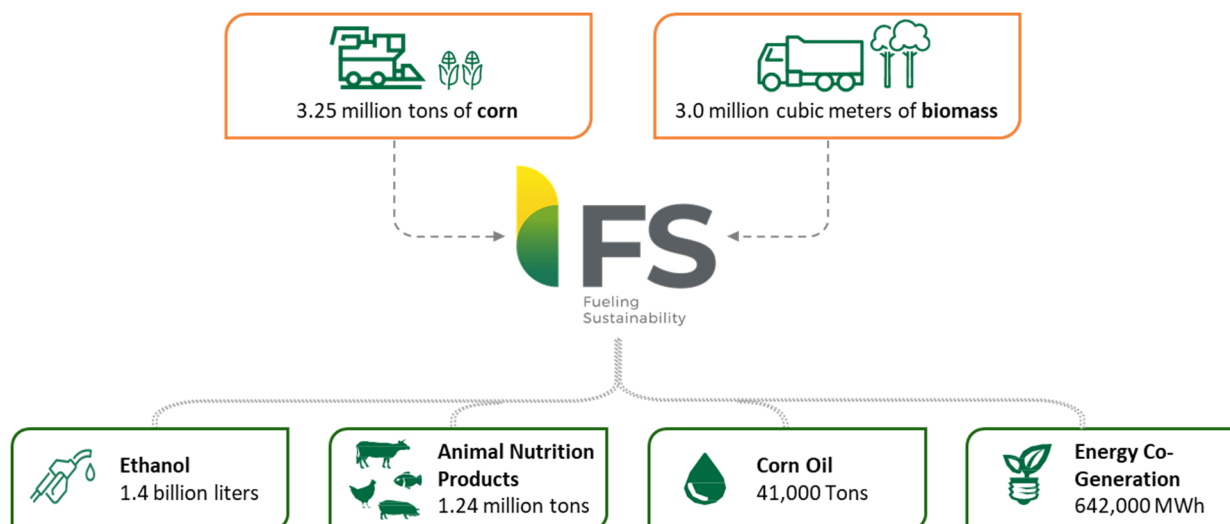 3.25 million tons of corn
3.0 million cubic meters of biomass
FS
Fueling
Sustainability
Ethanol
1.4 billion liters
Animal Nutrition
Products
1.24 million tons
Corn Oil
41,000 Tons
Energy Co-
Generation
642,000 MWh